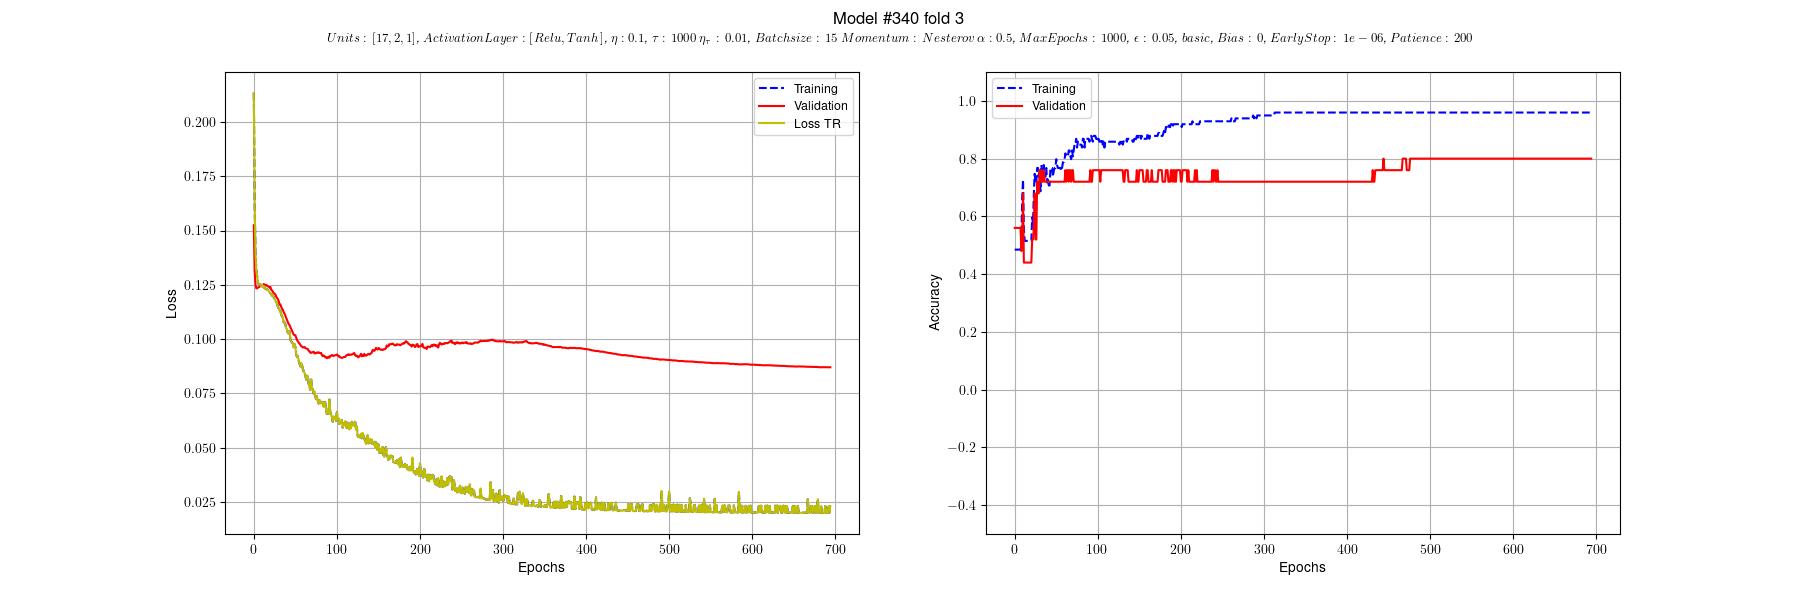 Model #340 fold 3
Units : [17, 2, 1], ActivationLayer : [Relu, Tanh], η : 0.1, τ : 1000 ητ : 0.01, Batchsize : 15 Momentum : Nesterov α : 0.5, MaxEpochs : 1000, ϵ : 0.05, basic, Bias : 0, EarlyStop : 1e − 06, Patience : 200
Training
Validation
Loss TR
0.200
0.175
0.150
0.125
0.100
0.075
0.050
0.025
Loss
0 100 200 300 400 500 600 700
Epochs
Training
Validation
1.0
0.8
0.6
0.4
0.2
0.0
−0.2
−0.4
Accuracy
0 100 200 300 400 500 600 700
Epochs